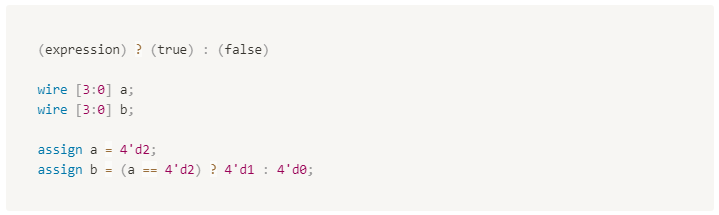 (expression) ? (true) : (false)
wire [3:0] a;
wire [3:0] b;
assign a = 4'd2;
assign b = (a == 4'd2) ? 4'd1 : 4'd0;